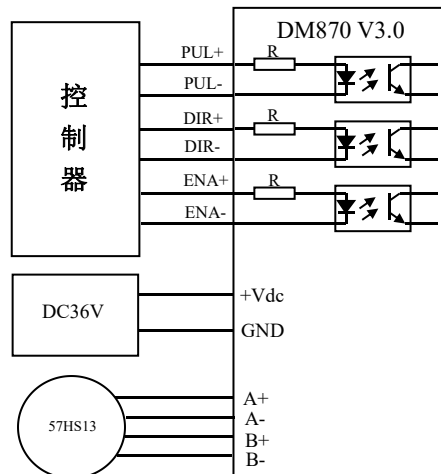 DM870 V3.0
控制器
PUL+
R
PUL-
DIR+
R
DIR-
ENA+
R
ENA-
DC36V
+Vdc
GND
57HS13
A+
A-
B+
B-